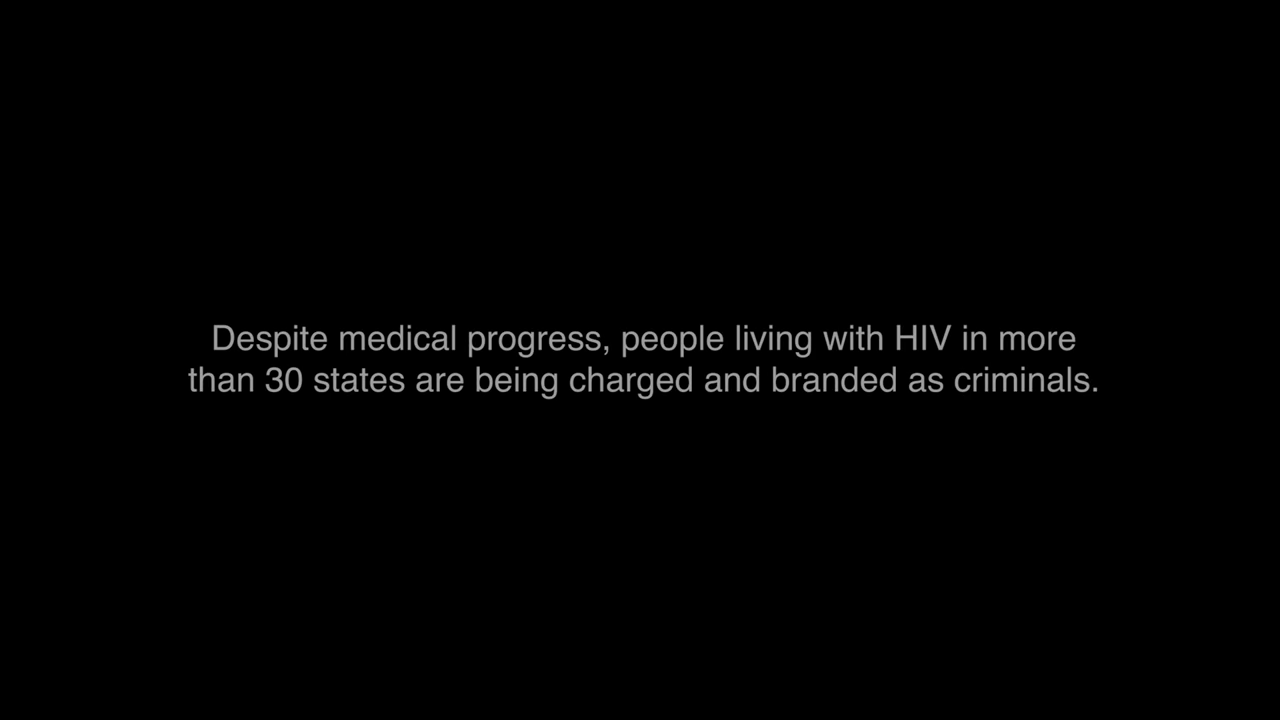 Despite medical progress, people living with HIV in more
than 30 states are being charged and branded as criminals.